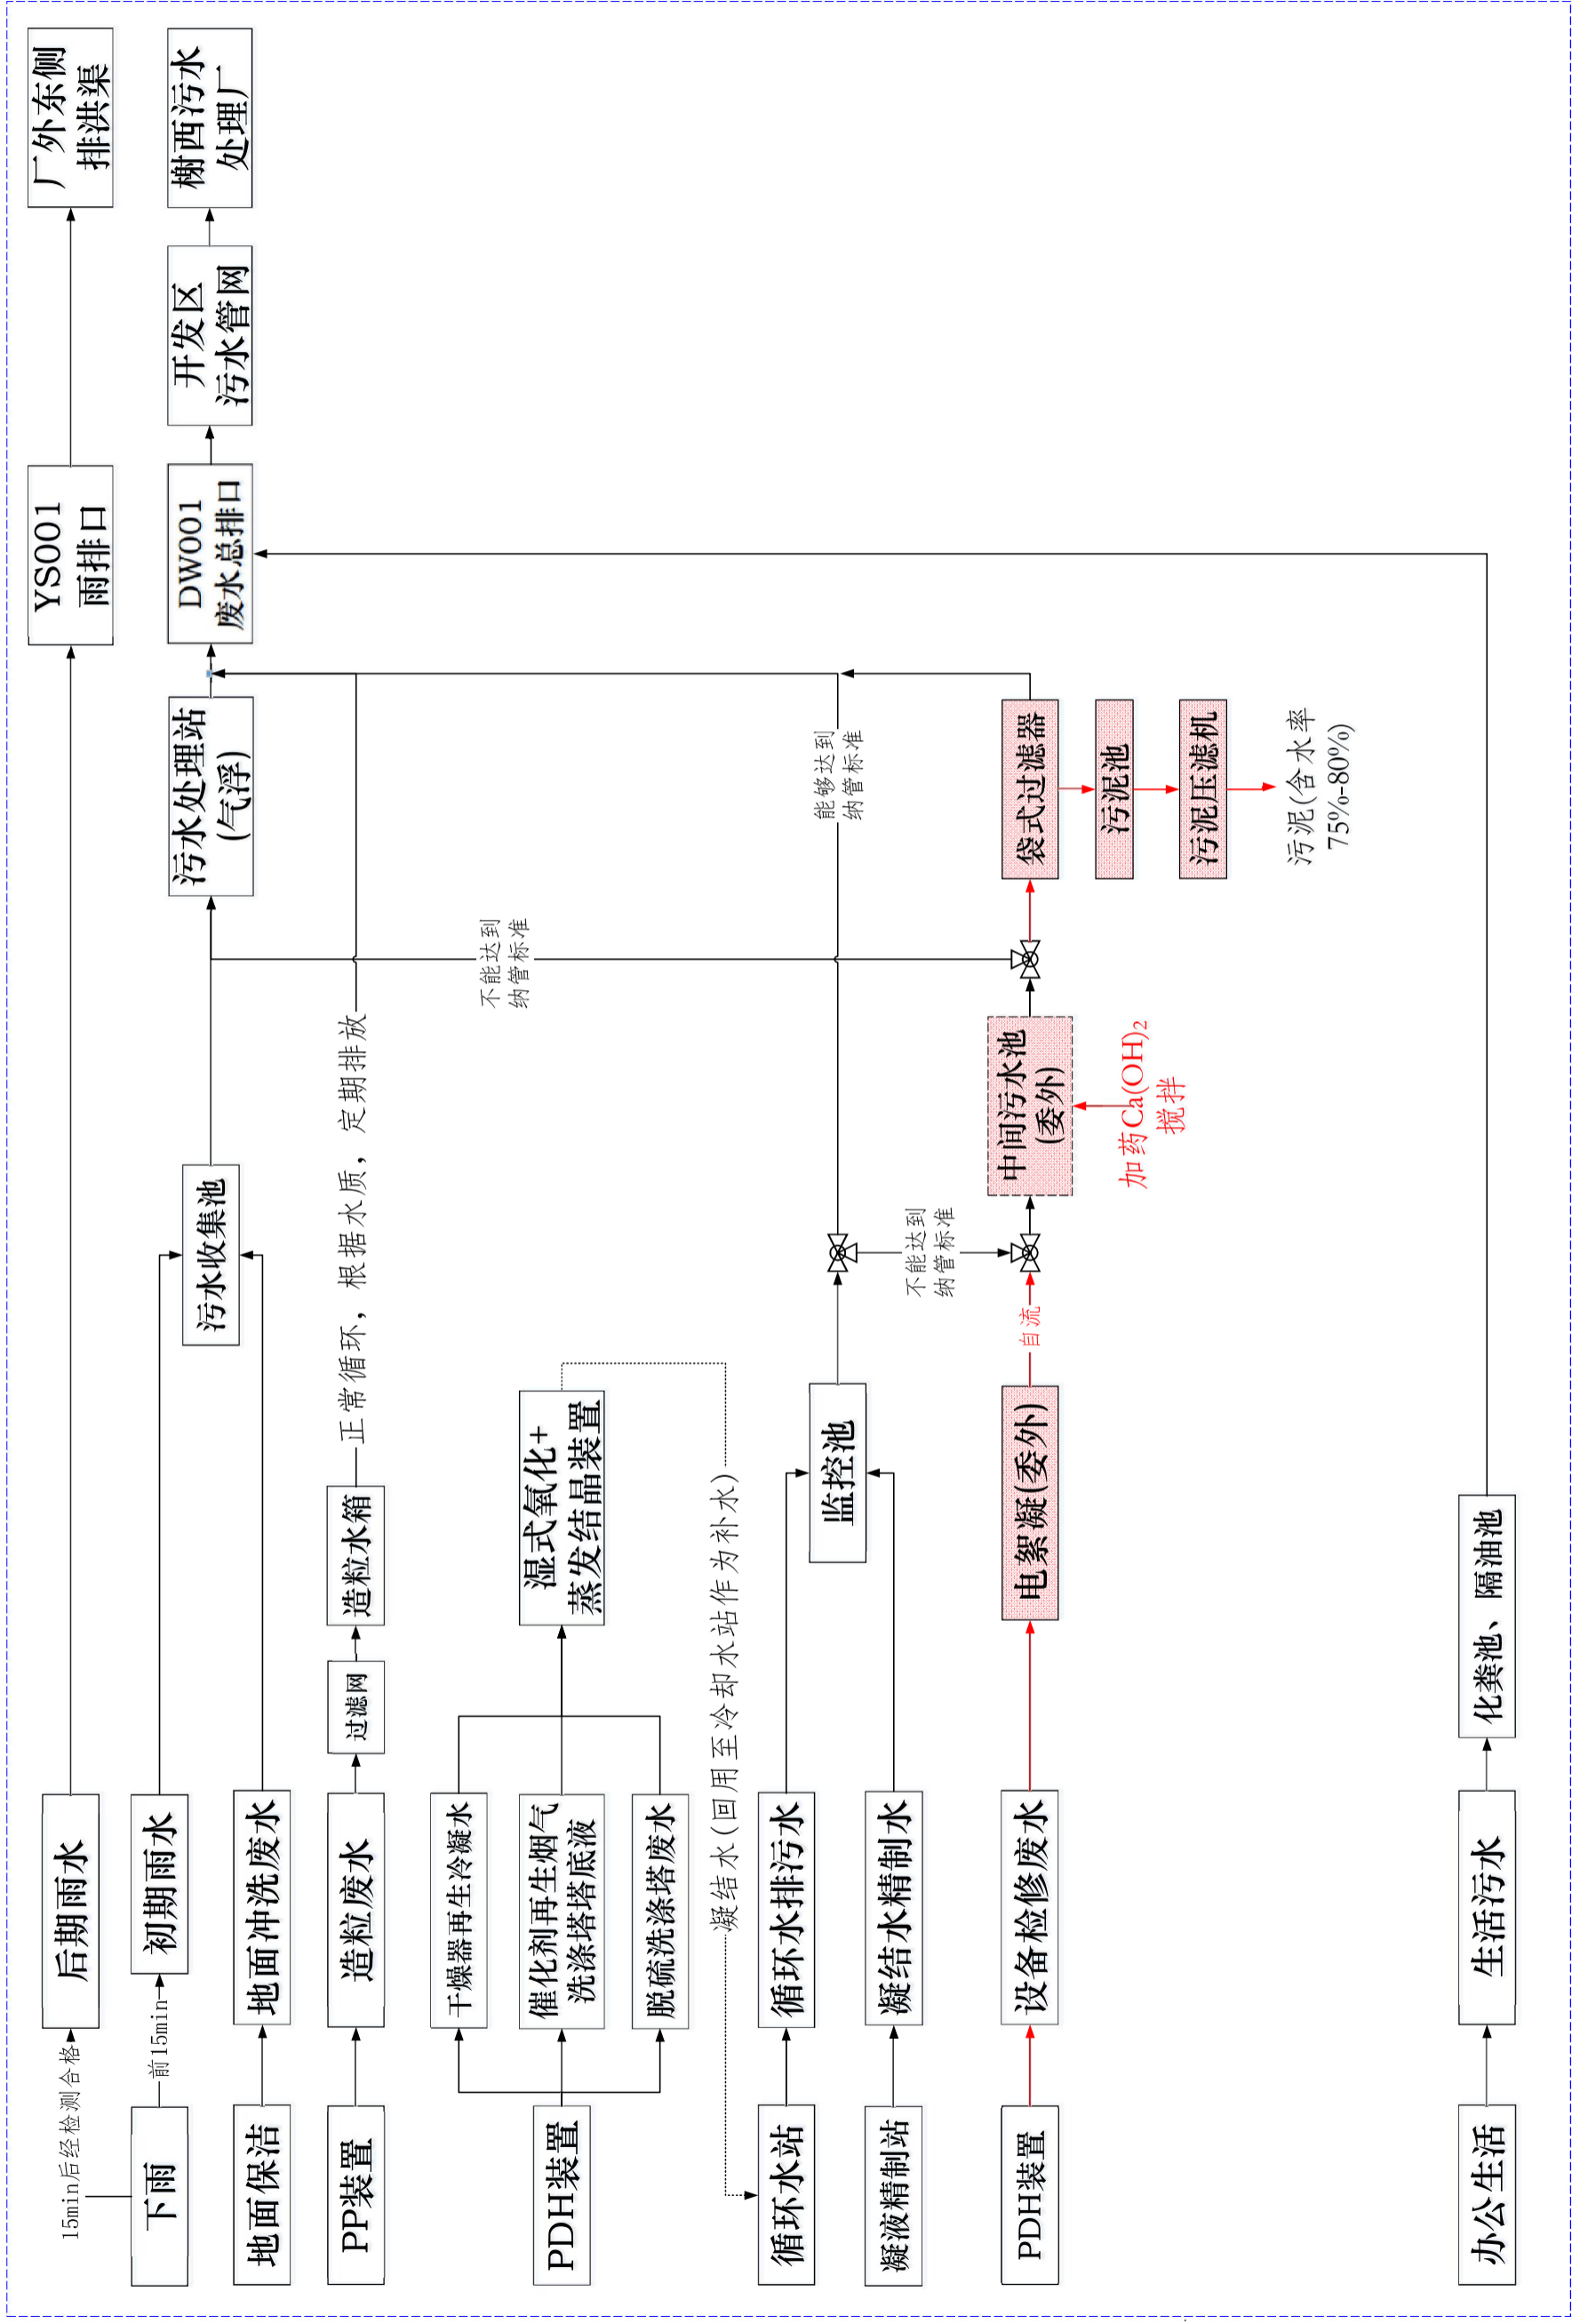 15min后经检测合格
后期雨水
YS001
雨排口
厂外东侧
排洪渠
下雨
前15min
初期雨水
污水收集池
污水处理站
(气浮)
DW001
废水总排口
开发区
污水管网
榭西污水
处理厂
地面保洁
地面冲洗废水
PP装置
造粒废水
过滤网
造粒水箱
正常循环，根据水质，定期排放
不能达到
纳管标准
PDH装置
干燥器再生冷凝水
催化剂再生烟气
洗涤塔塔底液
脱硫洗涤塔废水
湿式氧化+
蒸发结晶装置
凝结水(回用至冷却水站作为补水)
循环水站
循环水排污水
监控池
能够达到
纳管标准
凝液精制站
凝结水精制水
不能达到
纳管标准
PDH装置
设备检修废水
电絮凝(委外)
自流
中间污水池
(委外)
加药Ca(OH)₂
搅拌
袋式过滤器
污泥池
污泥压滤机
污泥(含水率
75%-80%)
办公生活
生活污水
化粪池、隔油池